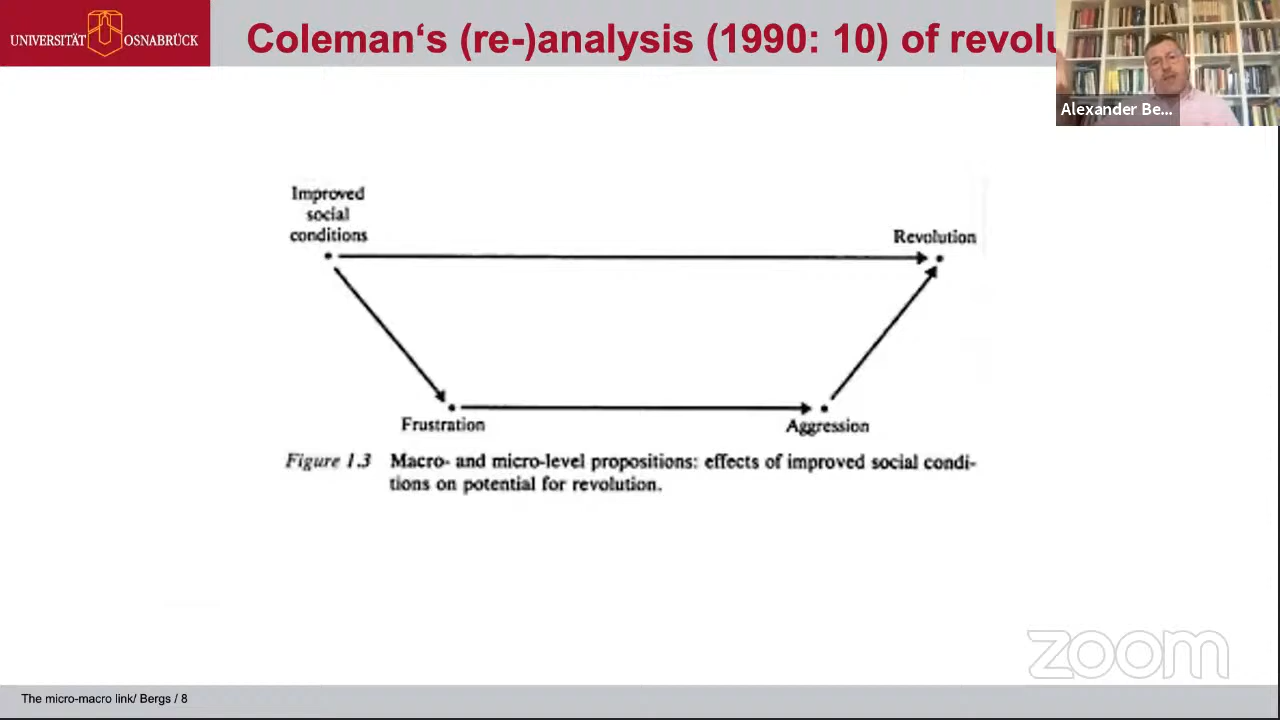 UNIVERSITÄT OSNABRÜCK
Coleman‘s (re-)analysis (1990: 10) of revolu
Alexander Be...
Improved
social
conditions
Revolution
Frustration
Aggression
Figure 1.3 Macro- and micro-level propositions: effects of improved social condi-
tions on potential for revolution.
zoom
The micro-macro link/ Bergs / 8